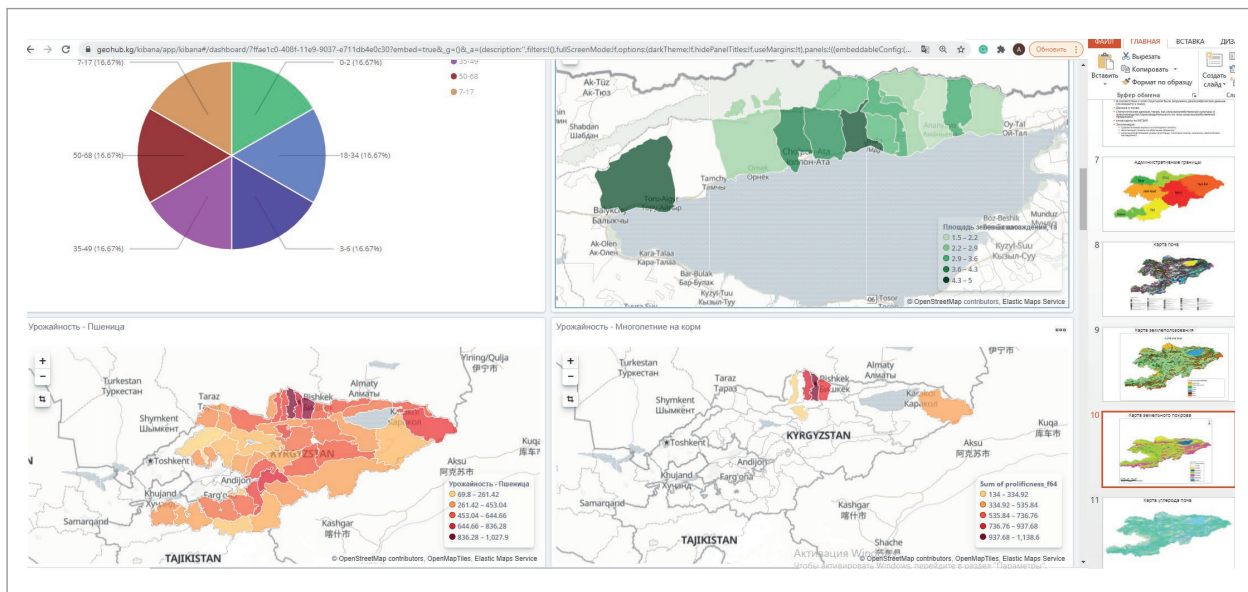 geohub.kg/kibana/app/kibana#/dashboard/7ffae1c0-408f-11e9-9037-e711db4e0c30?embed=true&_g=()&_a=(description:'',filters:!(),fullScreenMode:!f,options:(darkTheme:!f,hidePanelTitles:!f,useMargins:!t),panels:!((embeddableConfig:(...
A
Обновить
ФАЙЛ
ГЛАВНАЯ
ВСТАВКА
ДИЗА
Вставить
Вырезать
Копировать
Формат по образцу
Создать
слайд
Буфер обмена
7-17 (16.67%)
0-2 (16.67%)
50-68 (16.67%)
18-34 (16.67%)
35-49 (16.67%)
3-6 (16.67%)
35-49
50-68
7-17
Ak-Tüz
Ак-Тюз
Shabdan
Шабдан
Tamchy
Тамчы
Ornek
Орнёк
Cholpon-Ata
Чолпон-Ата
Oy-Tal
Ой-Тал
Balykchy
Балыкчы
Ak-Olen
Ак-Олен
Kara-Talaa
Кара-Талаа
Bar-Bulak
Бар-Булак
Kyzyl-Tuu
Кызыл-Туу
Boz-Beshik
Munduz
Kyzyl-Suu
Кызыл-Суу
Tosor
Площадь зеленых насаждений, га
1.5 – 2.2
2.2 – 2.9
2.9 – 3.6
3.6 – 4.3
4.3 – 5
© OpenStreetMap contributors, Elastic Maps Service
Урожайность - Пшеница
Turkestan
Туркестан
Taraz
Shymkent
Шымкент
Bishkek
Almaty
Алматы
Yining/Qulja
伊宁市
Karakol
Каракол
KYRGYZSTAN
Toshkent
Andijon
Khujand
Хуҷанд
Farg'ona
Samarqand
TAJIKISTAN
Kuqa
库车市
Aksu
阿克苏市
Kashgar
喀什市
Урожайность - Пшеница
69.8 – 261.42
261.42 – 453.04
453.04 – 644.66
644.66 – 836.28
836.28 – 1,027.9
© OpenStreetMap contributors, OpenMapTiles, Elastic Maps Service
Урожайность - Многолетние на корм
Turkestan
Туркестан
Taraz
Тараз
Shymkent
Шымкент
Bishkek
Бишкек
Almaty
Алматы
伊宁市
Karakol
Каракол
KYRGYZSTAN
Toshkent
Andijon
Khujand
Хуҷанд
Farg'ona
Samarqand
TAJIKISTAN
Kuqa
库车市
Aksu
阿克苏市
Kashgar
喀什市
Shache
Sum of prolificness_f64
134 – 334.92
334.92 – 535.84
535.84 – 736.76
736.76 – 937.68
937.68 – 1,138.6
© OpenStreetMap contributors, OpenMapTiles, Elastic Maps Service
Активация Windows
Чтобы активировать Windows, перейдите в раздел "Параметры".
7
Административные границы
8
Карта почв
9
Карта землепользования
10
Карта земельного покрова
11
Карта углерода почв